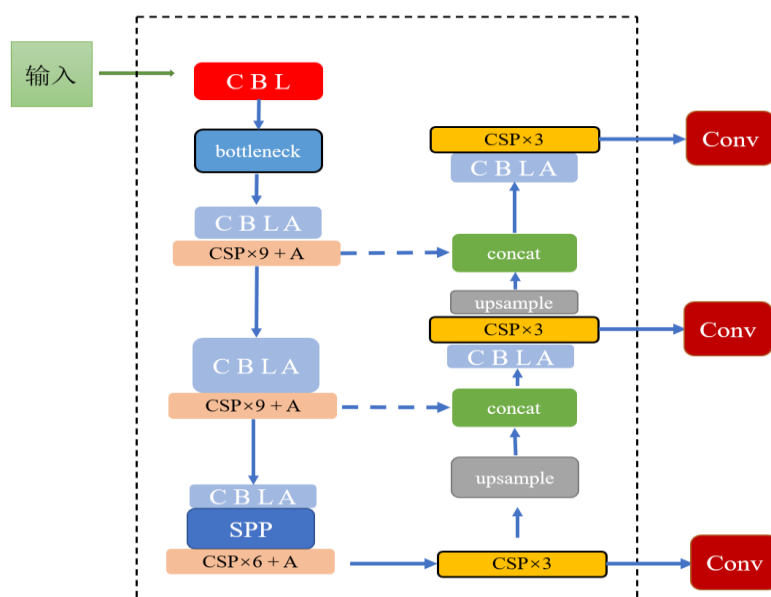 输入
C B L
bottleneck
C B L A
CSP×9 + A
C B L A
CSP×9 + A
C B L A
SPP
CSP×6 + A
CSP×3
C B L A
concat
upsample
CSP×3
C B L A
concat
upsample
CSP×3
Conv
Conv
Conv